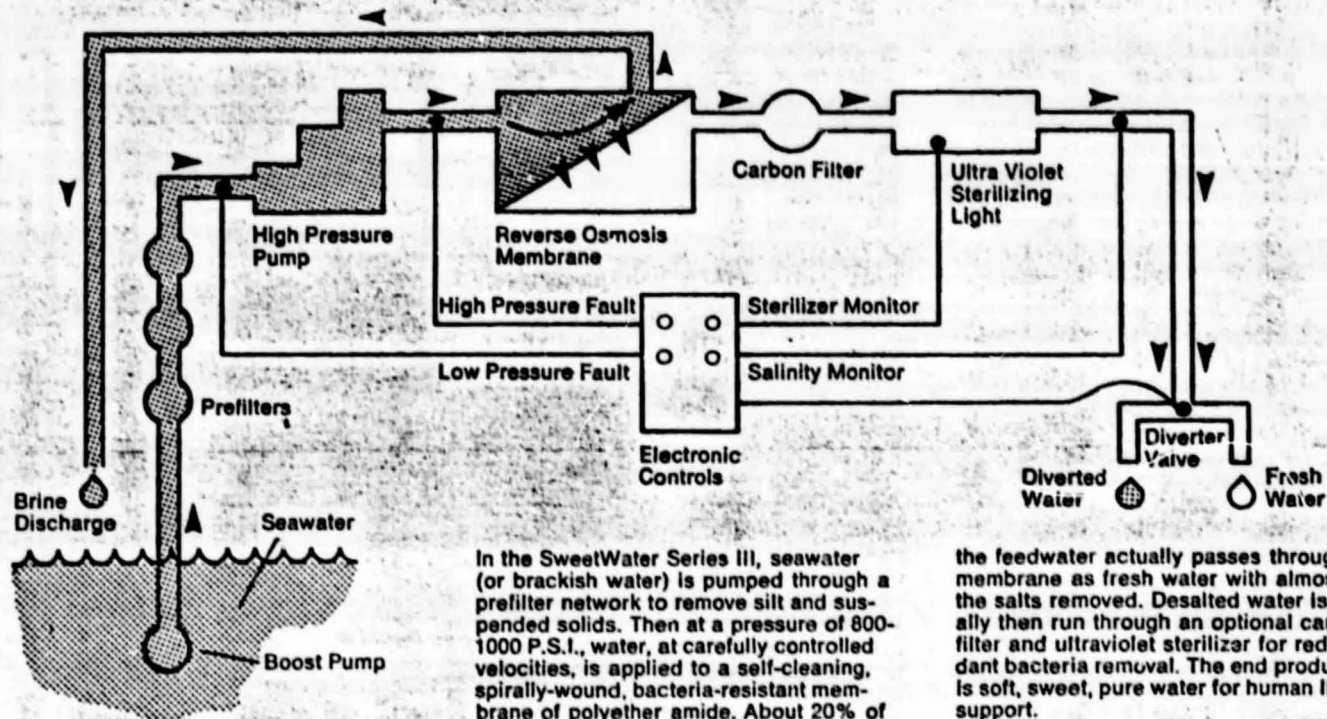 High Pressure
Pump
Reverse Osmosis
Membrane
Carbon Filter
Ultra Violet
Sterilizing
Light
High Pressure Fault
Sterilizer Monitor
Low Pressure Fault
Salinity Monitor
Prefilters
Electronic
Controls
Diverter
Valve
Diverted
Water
Fresh
Water
Brine
Discharge
Seawater
Boost Pump
In the SweetWater Series III, seawater
(or brackish water) is pumped through a
prefilter network to remove silt and sus-
pended solids. Then at a pressure of 800-
1000 P.S.I., water, at carefully controlled
velocities, is applied to a self-cleaning,
spirally-wound, bacteria-resistant mem-
brane of polyether amide. About 20% of
the feedwater actually passes
membrane as fresh water with
the salts removed. Desalted water is
then run through an optional
filter and ultraviolet sterilizer for
dant bacteria removal. The end
is soft, sweet, pure water for human
support.